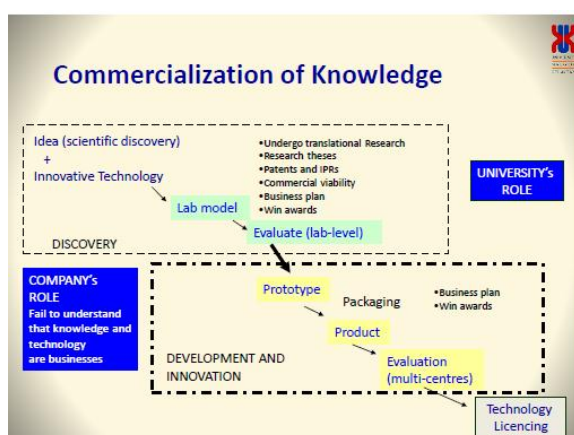 Commercialization of Knowledge
Idea (scientific discovery)
+
Innovative Technology
•Undergo translational Research
•Research theses
•Patents and IPRs
•Commercial viability
•Business plan
•Win awards
UNIVERSITY's
ROLE
Lab model
Evaluate (lab-level)
DISCOVERY
COMPANY's
ROLE
Fail to understand
that knowledge and
technology
are businesses
Prototype
Packaging
•Business plan
•Win awards
Product
DEVELOPMENT AND
INNOVATION
Evaluation
(multi-centres)
Technology
Licencing